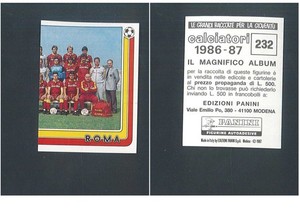 ROMA
LE GRANDI RACCOLTE PER LA GIOVENTÙ
calciatori
1986-87
232
IL MAGNIFICO ALBUM
per la raccolta di queste figurine è
in vendita nelle edicole e cartolerie
al prezzo propaganda di L. 500.
Chi non lo trovasse può richiederlo
inviando L. 500 in francobolli a:
EDIZIONI PANINI
Viale Emilio Po, 380 - 41100 MODENA
PANINI
FIGURINE AUTOADESIVE